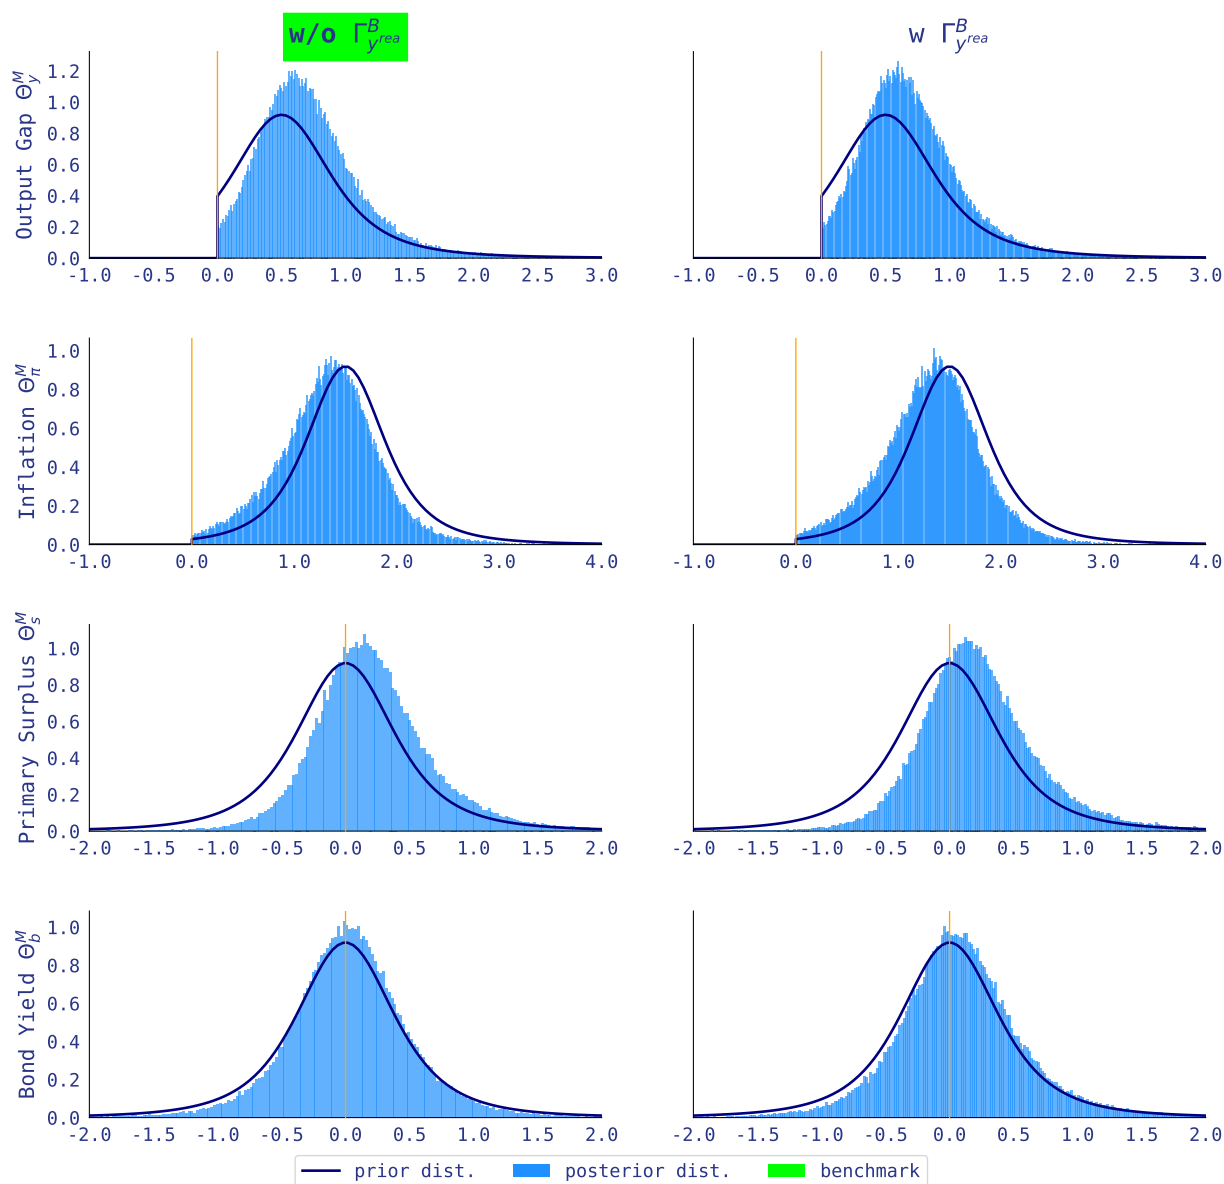 w/o Γ^B_{y^{rea}}
w Γ^B_{y^{rea}}
Output Gap Θ^M_y
1.2
1.0
0.8
0.6
0.4
0.2
0.0
-1.0 -0.5 0.0 0.5 1.0 1.5 2.0 2.5 3.0
-1.0 -0.5 0.0 0.5 1.0 1.5 2.0 2.5 3.0
Inflation Θ^M_π
1.0
0.8
0.6
0.4
0.2
0.0
-1.0 0.0 1.0 2.0 3.0 4.0
-1.0 0.0 1.0 2.0 3.0 4.0
Primary Surplus Θ^M_s
1.0
0.8
0.6
0.4
0.2
0.0
-2.0 -1.5 -1.0 -0.5 0.0 0.5 1.0 1.5 2.0
-2.0 -1.5 -1.0 -0.5 0.0 0.5 1.0 1.5 2.0
Bond Yield Θ^M_b
1.0
0.8
0.6
0.4
0.2
0.0
-2.0 -1.5 -1.0 -0.5 0.0 0.5 1.0 1.5 2.0
-2.0 -1.5 -1.0 -0.5 0.0 0.5 1.0 1.5 2.0
prior dist. posterior dist. benchmark